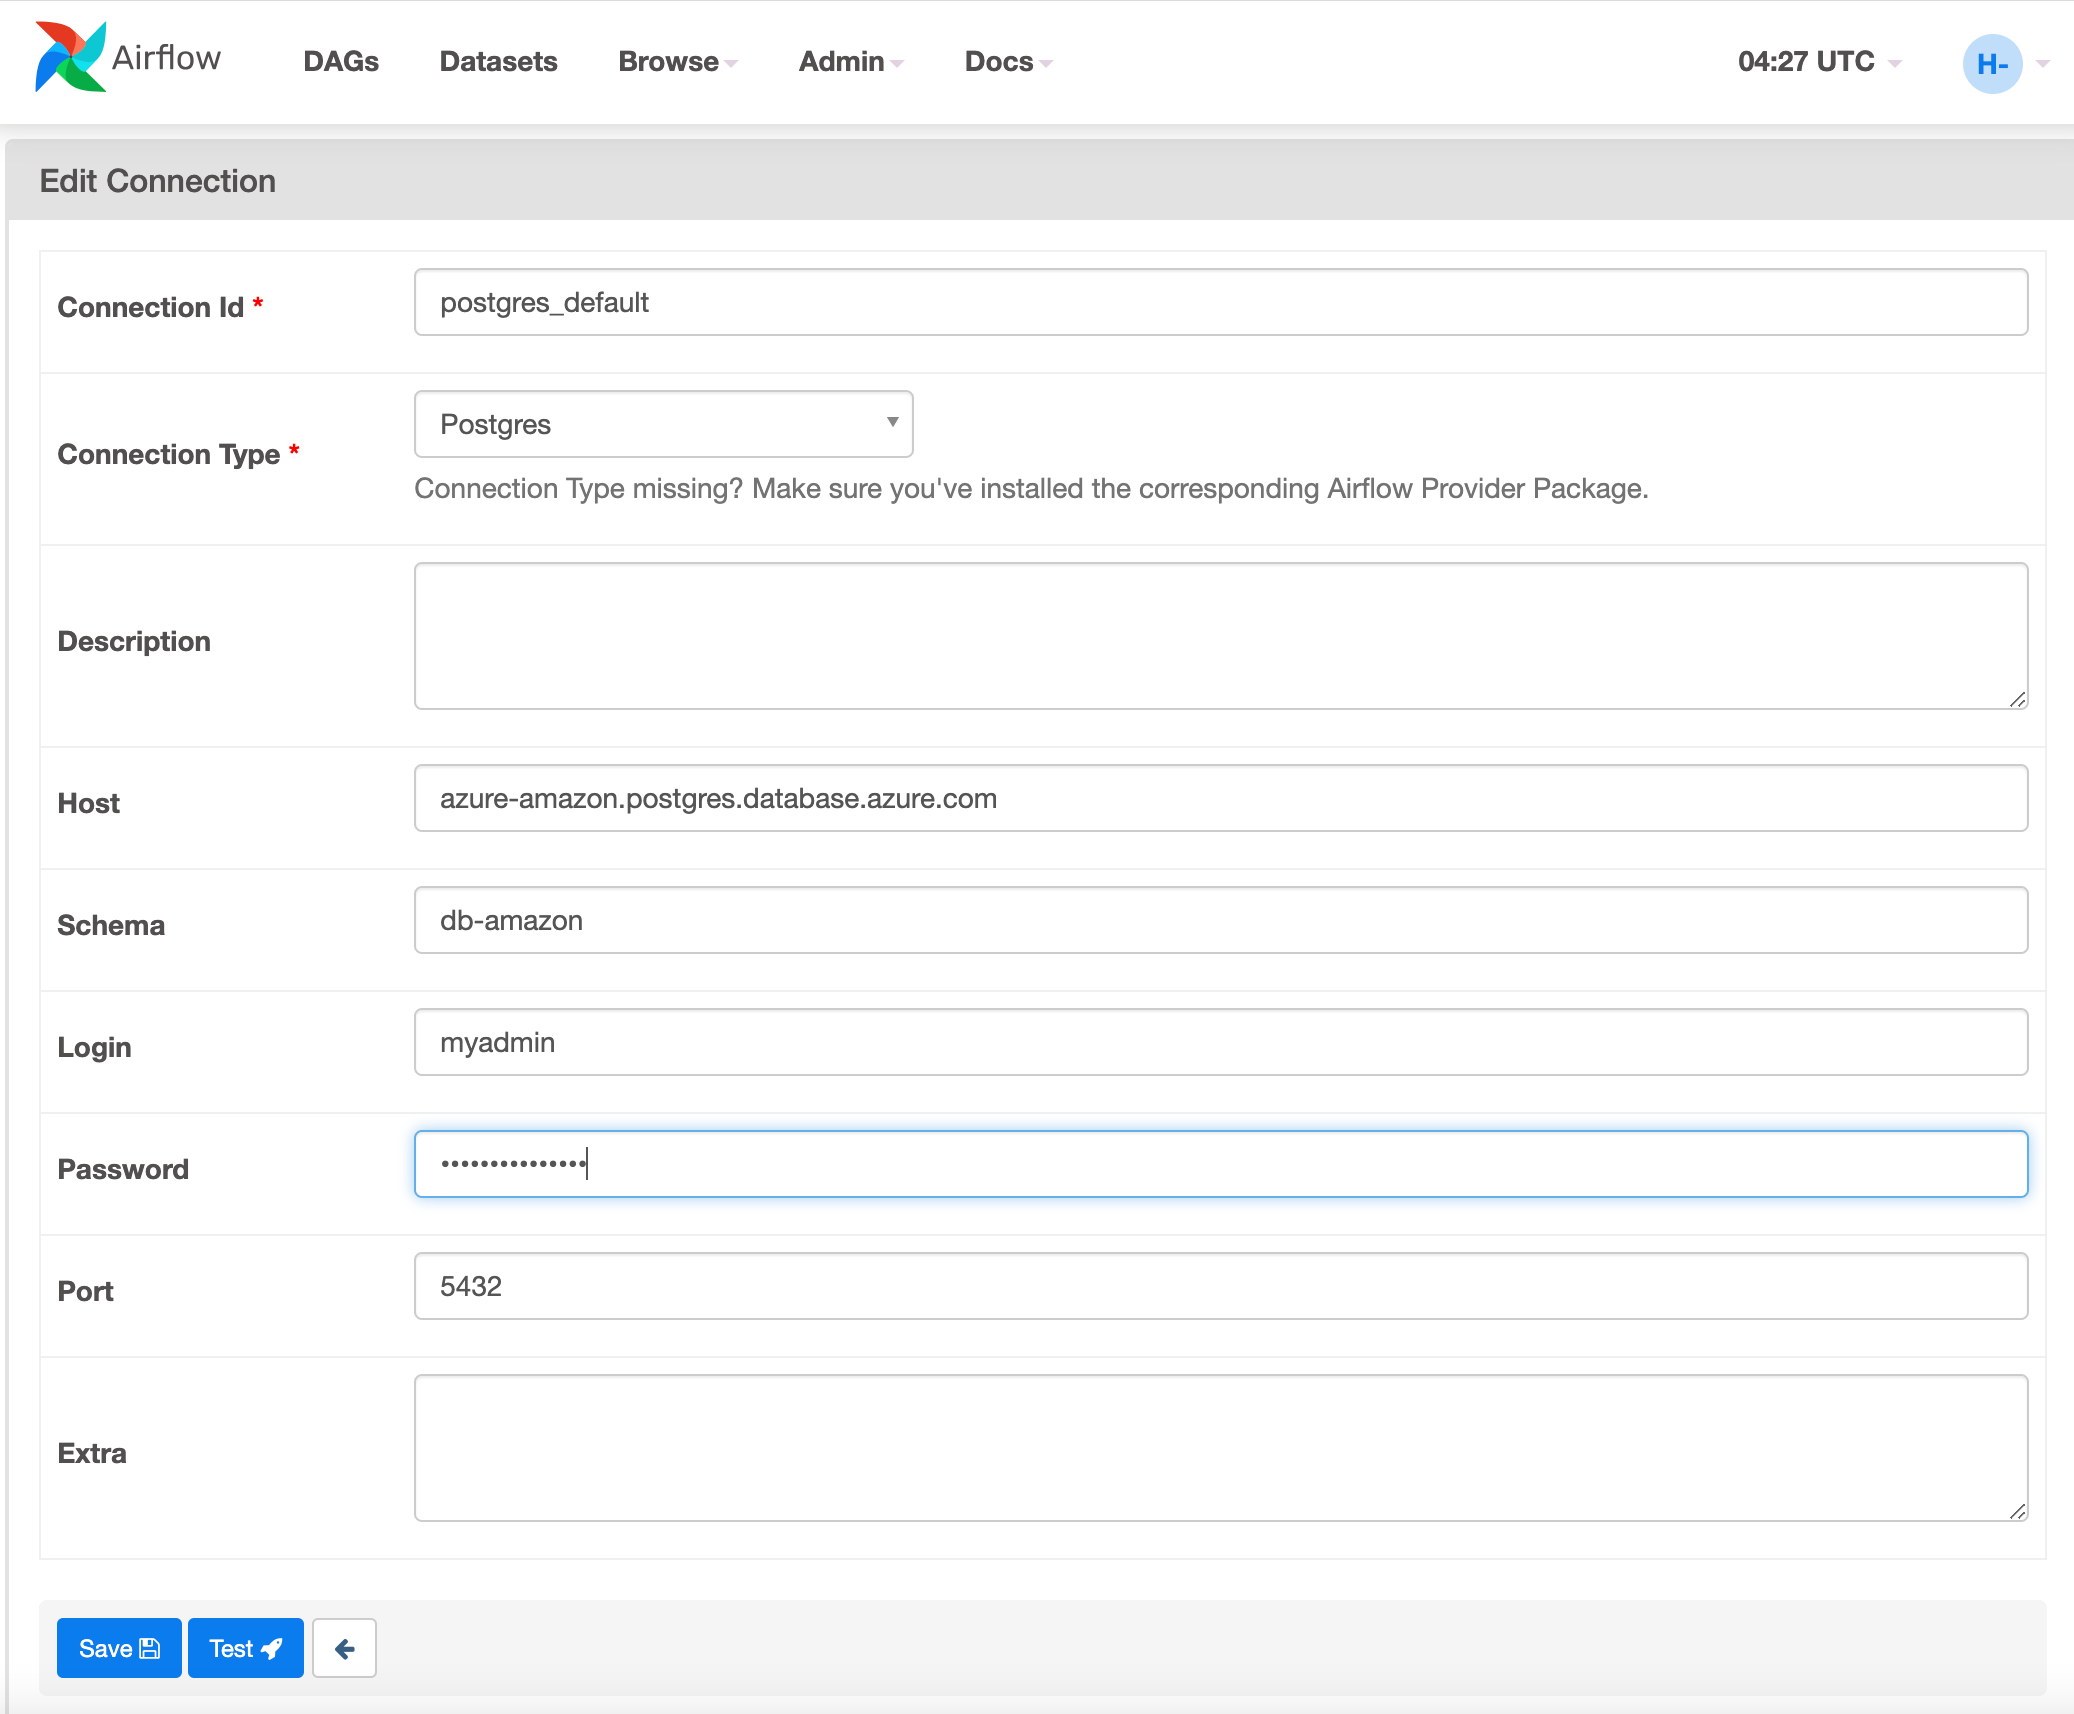 Airflow DAGs Datasets Browse Admin Docs 04:27 UTC H-
Edit Connection
Connection Id * postgres_default
Connection Type * Postgres
Connection Type missing? Make sure you've installed the corresponding Airflow Provider Package.
Description
Host azure-amazon.postgres.database.azure.com
Schema db-amazon
Login myadmin
Password •••••••••••••••
Port 5432
Extra
Save Test